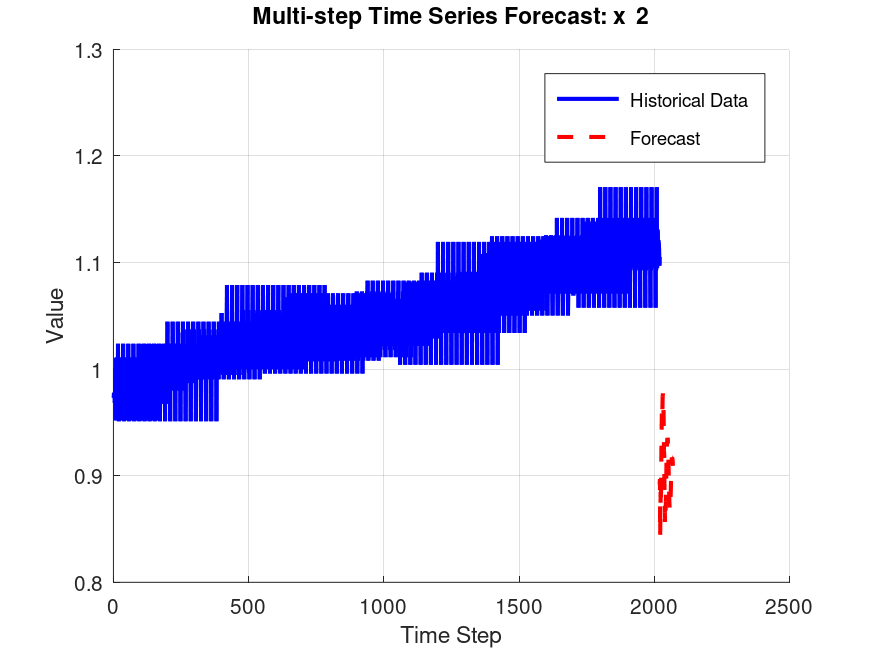 Multi-step Time Series Forecast: x 2
1.3
1.2
1.1
1
0.9
0.8
Value
Historical Data
Forecast
0
500
1000
1500
2000
2500
Time Step